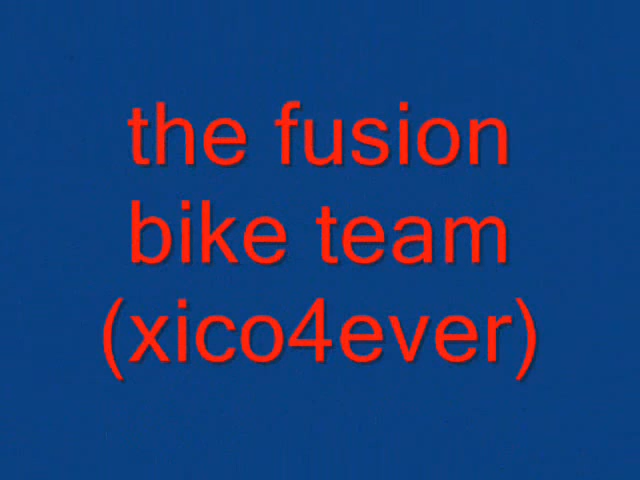 the fusion
bike team
(xico4ever)